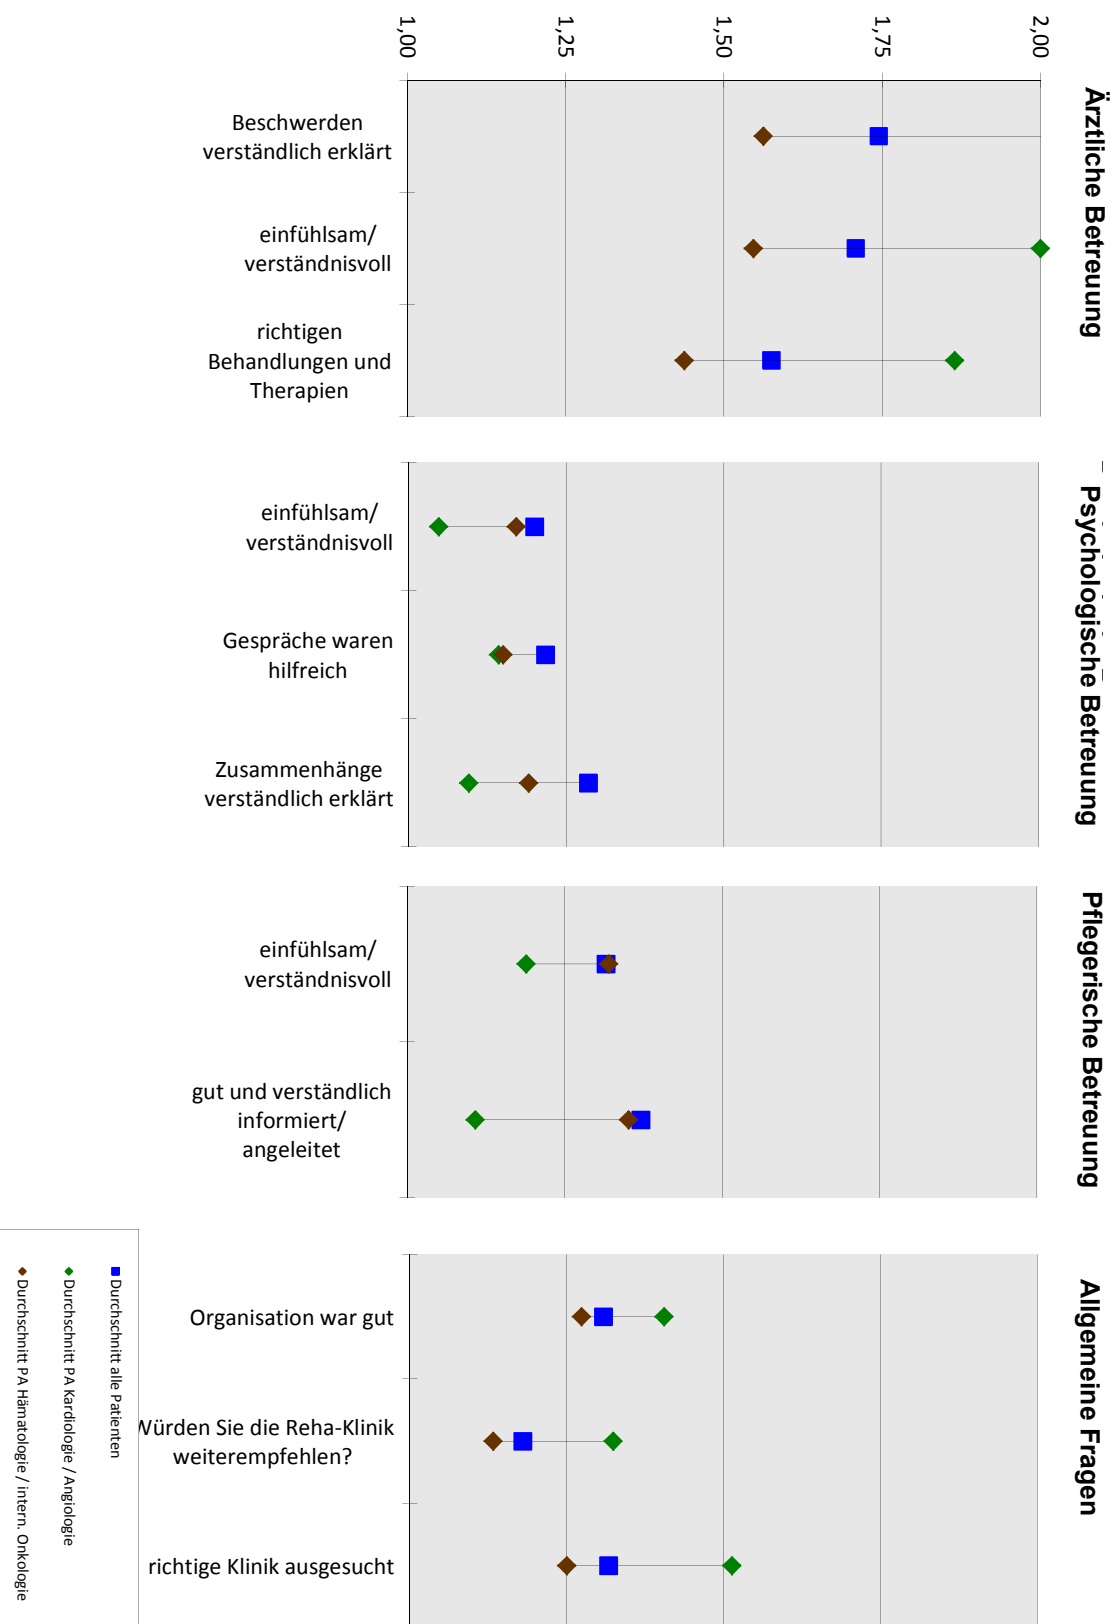 1,00
1,25
1,50
1,75
2,00
Ärztliche Betreuung
Beschwerden
verständlich erklärt
einfühlsam/
verständnisvoll
richtigen
Behandlungen und
Therapien
Psychologische Betreuung
einfühlsam/
verständnisvoll
Gespräche waren
hilfreich
Zusammenhänge
verständlich erklärt
Pflegerische Betreuung
einfühlsam/
verständnisvoll
gut und verständlich
informiert/
angeleitet
Allgemeine Fragen
Organisation war gut
Würden Sie die Reha-Klinik
weiterempfehlen?
richtige Klinik ausgesucht
Durchschnitt alle Patienten
Durchschnitt PA Kardiologie / Angiologie
Durchschnitt PA Hämatologie / intern. Onkologie